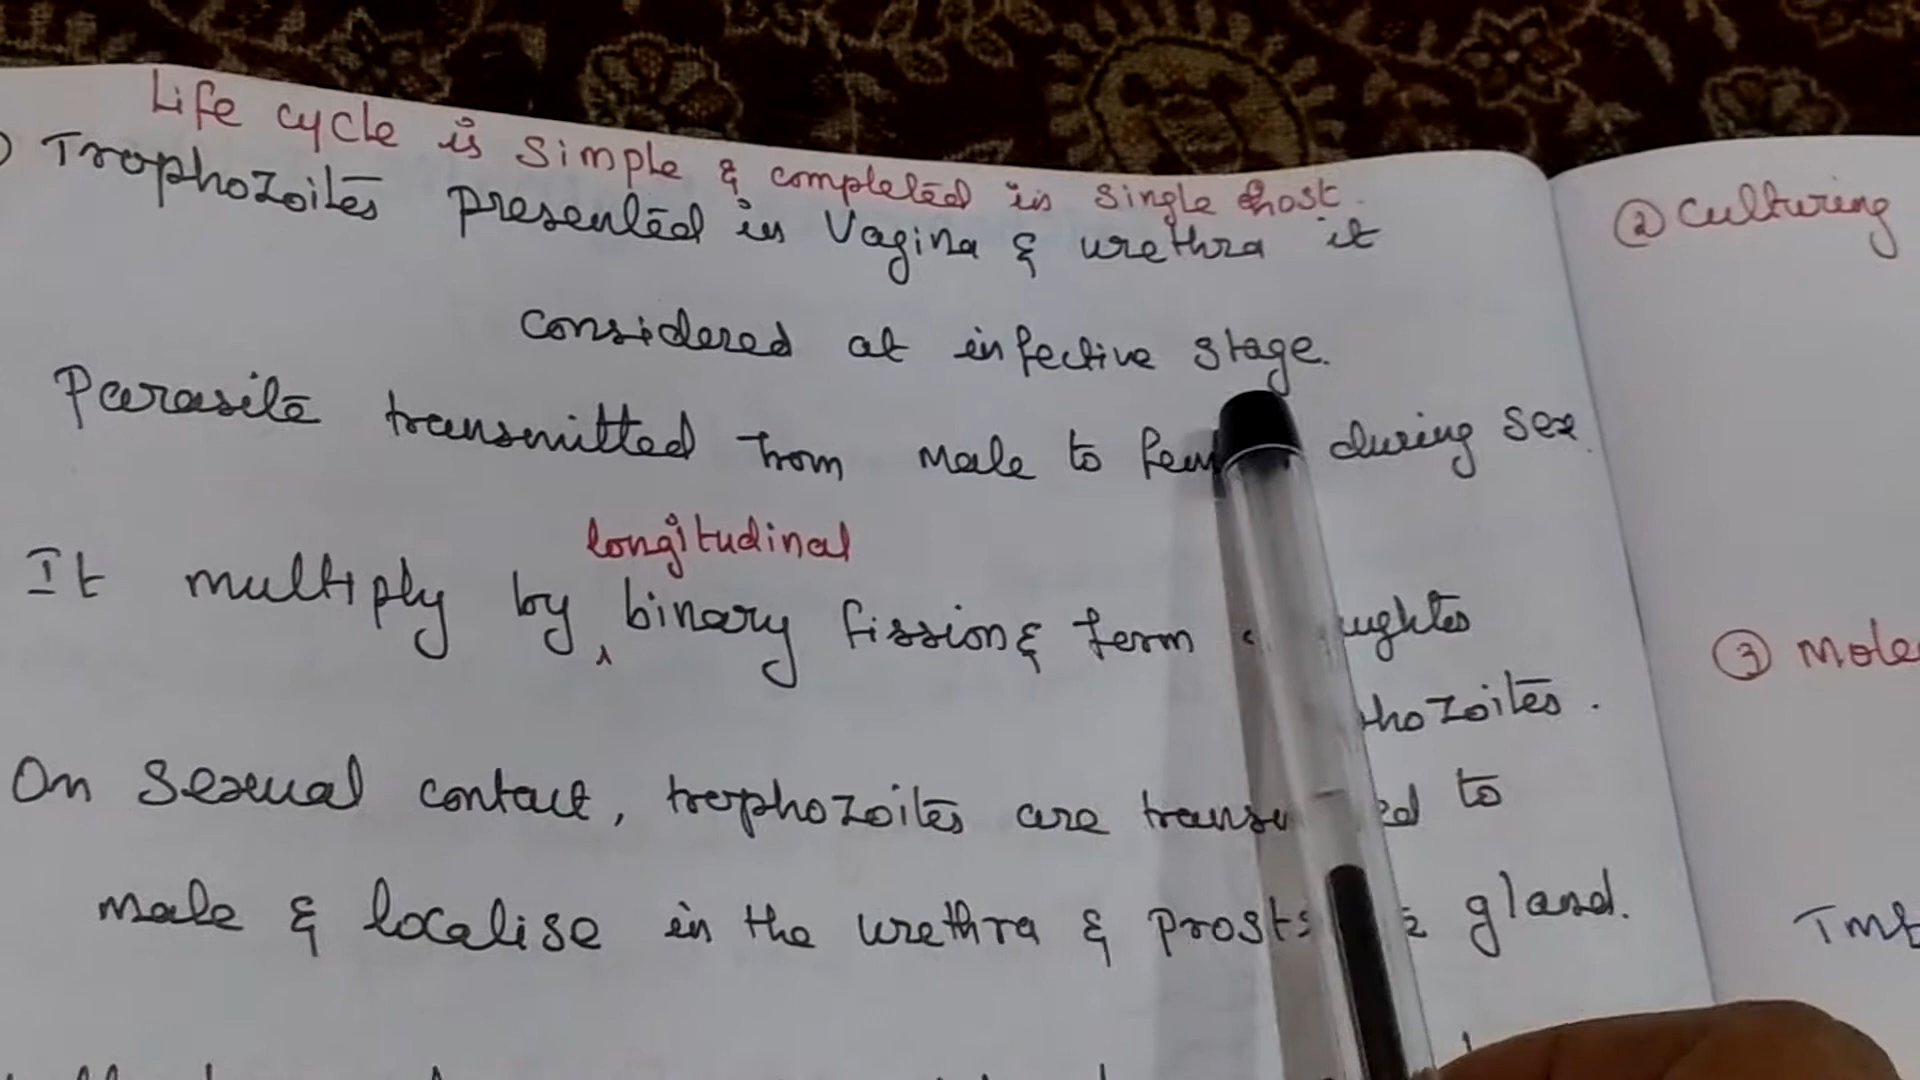 Life cycle is simple & completed in single host.
Trophozoites presented in Vagina & urethra it
considered at infective stage.
Parasite transmitted from male to during sex.
longitudinal
It multiply by binary fission & form
On sexual contact, trophozoites are to
male & localise in the urethra & gland.
② Culturing
③